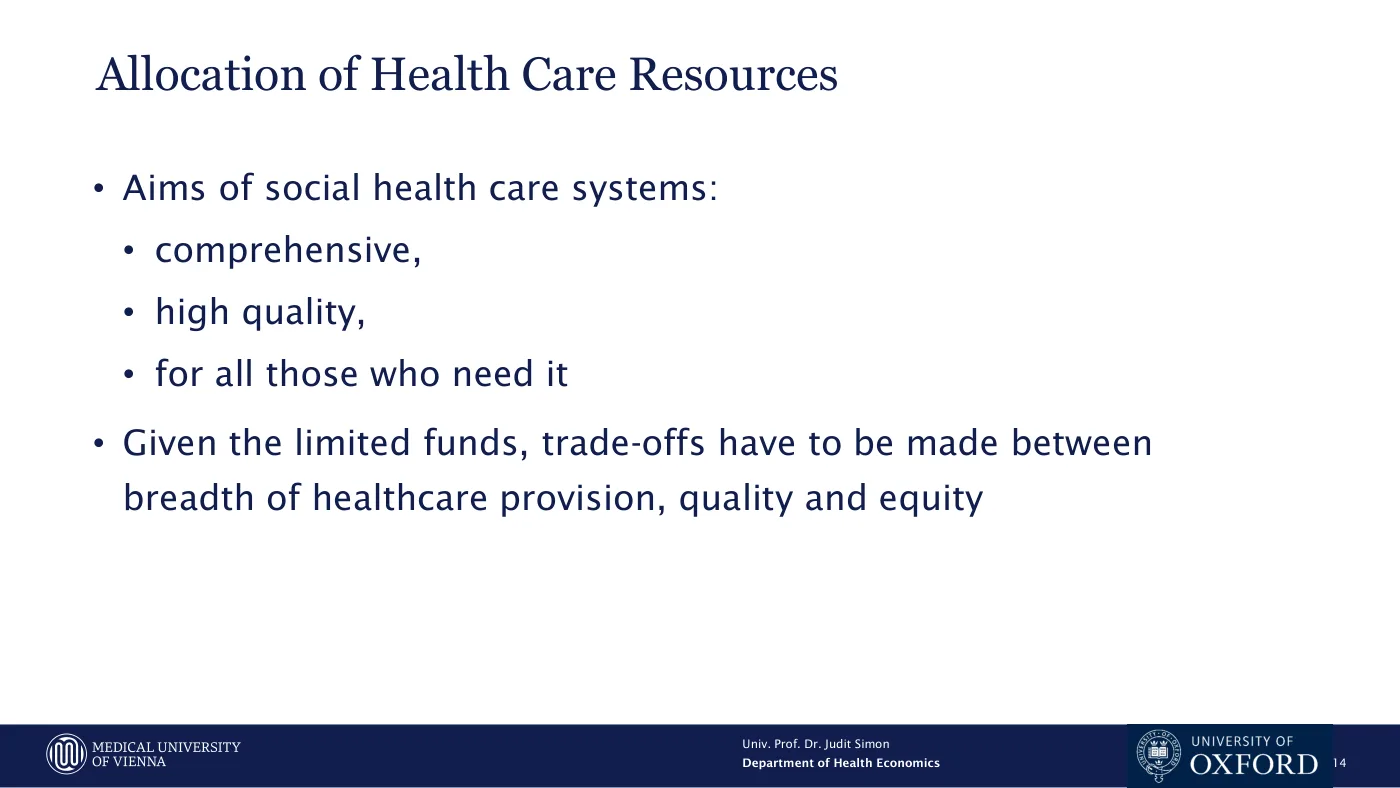 Allocation of Health Care Resources
• Aims of social health care systems:
• comprehensive,
• high quality,
• for all those who need it
• Given the limited funds, trade-offs have to be made between
breadth of healthcare provision, quality and equity
MEDICAL UNIVERSITY
OF VIENNA
Univ. Prof. Dr. Judit Simon
Department of Health Economics
UNIVERSITY OF
OXFORD
14